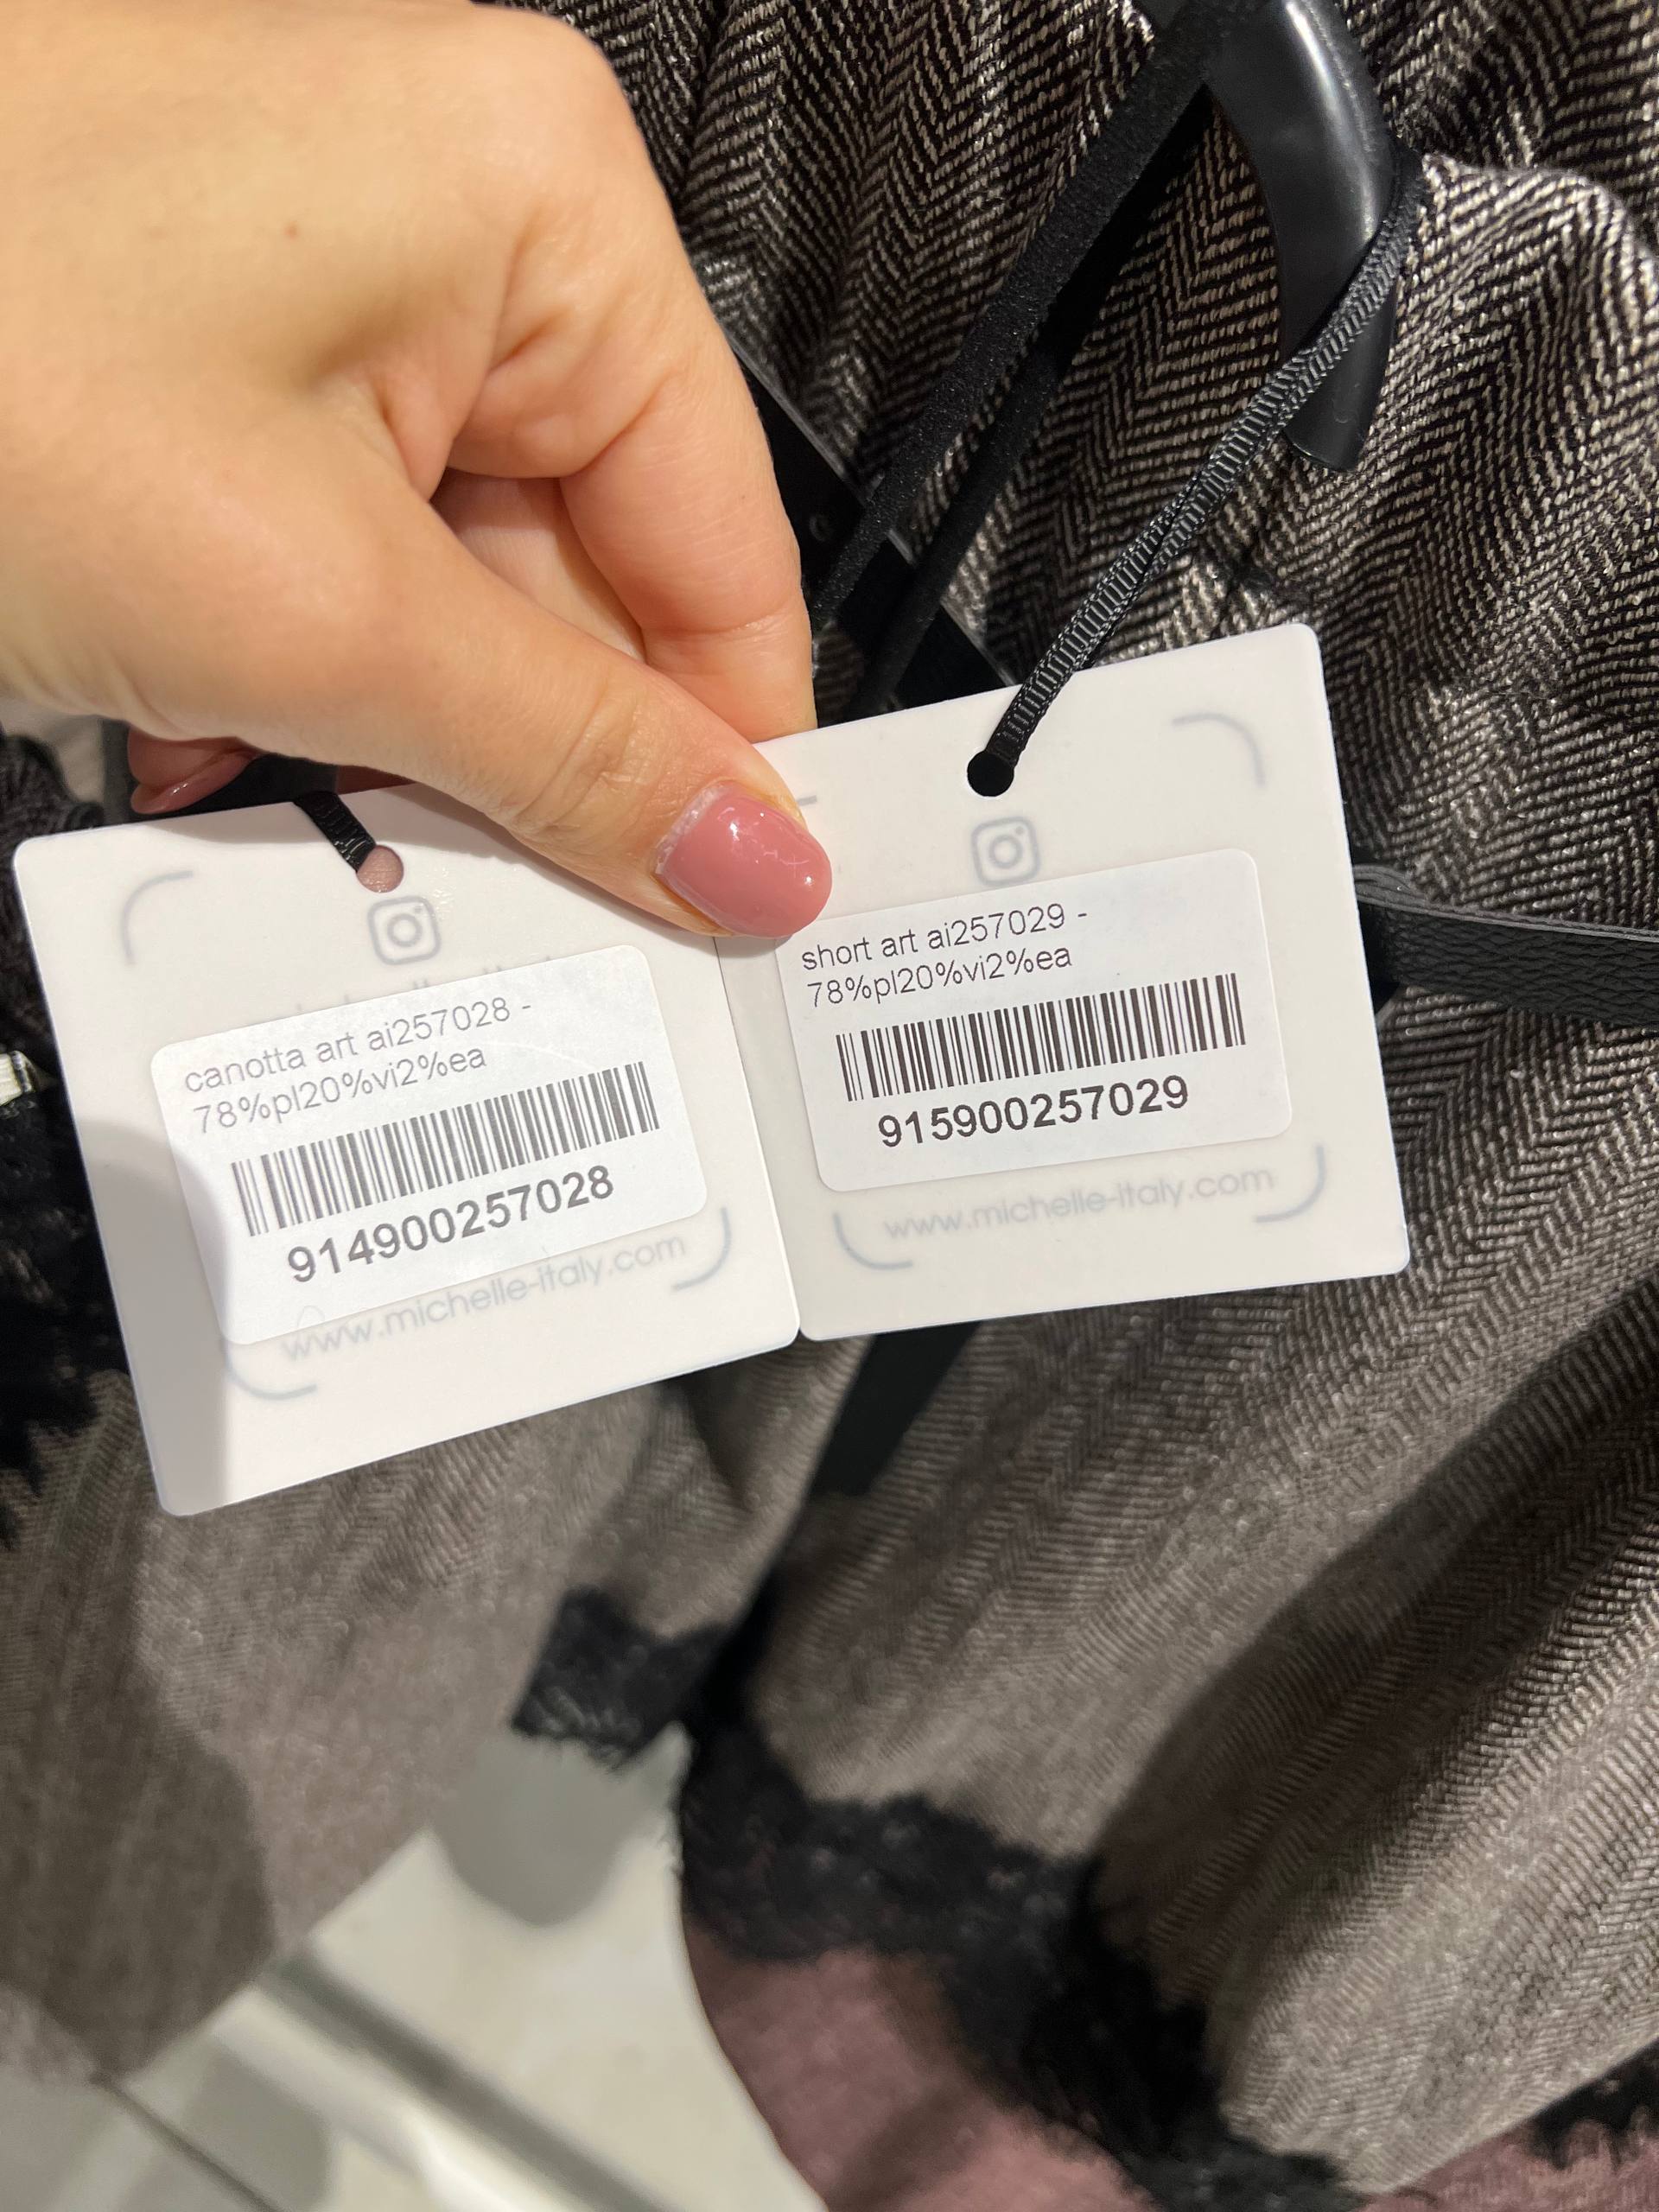 canotta art ai257028 -
78%pl20%vi2%ea
914900257028
www.michelle-italy.com
short art ai257029 -
78%pl20%vi2%ea
915900257029
www.michelle-italy.com